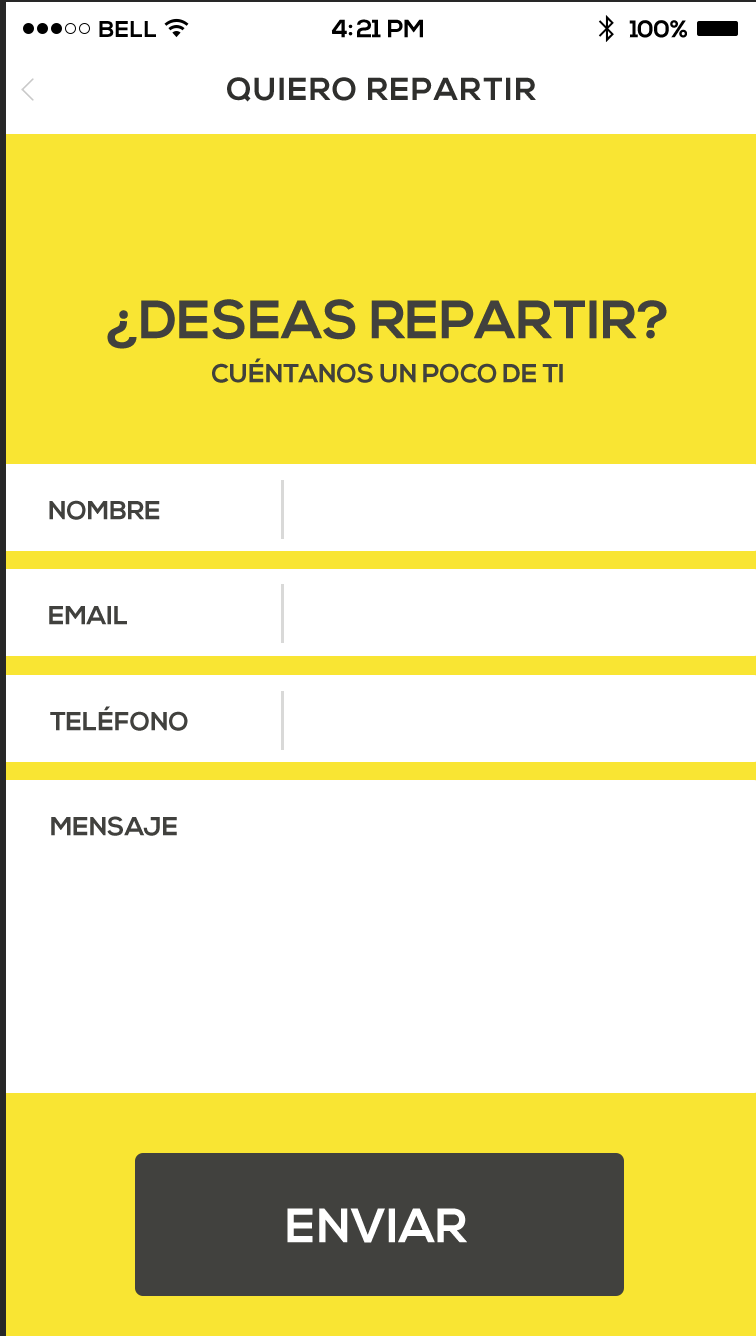 BELL 4:21 PM 100%
QUIERO REPARTIR
¿DESEAS REPARTIR?
CUÉNTANOS UN POCO DE TI
NOMBRE
EMAIL
TELÉFONO
MENSAJE
ENVIAR